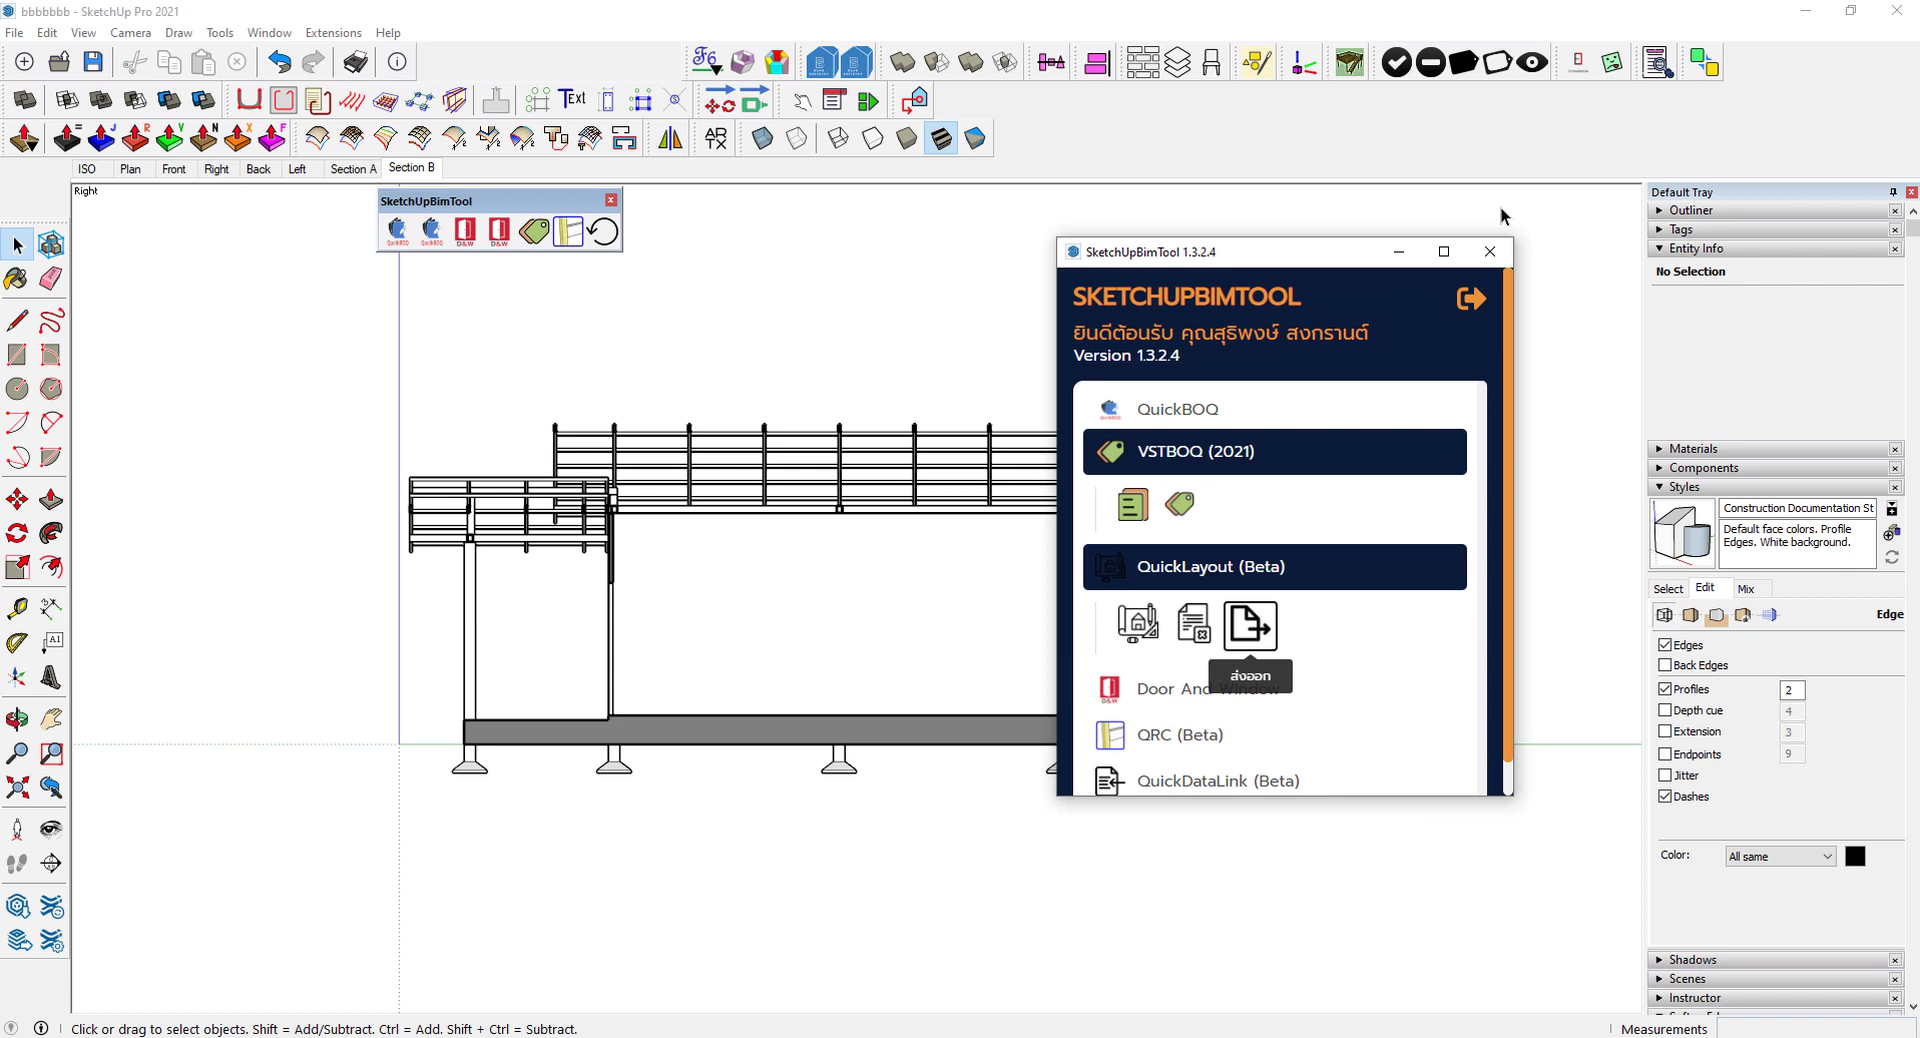 bbbbbbb - SketchUp Pro 2021
File Edit View Camera Draw Tools Window Extensions Help
Text
AR
TX
ISO Plan Front Right Back Left Section A Section B
Right
SketchUpBimTool
QuickBOQ QuickBOQ D&W D&W
SketchUpBimTool 1.3.2.4
SKETCHUPBIMTOOL
ยินดีต้อนรับ คุณสุธิพงษ์ สงกรานต์
Version 1.3.2.4
QuickBOQ
VSTBOQ (2021)
QuickLayout (Beta)
ส่งออก
Door And Window
QRC (Beta)
QuickDataLink (Beta)
Default Tray
Outliner
Tags
Entity Info
No Selection
Materials
Components
Styles
Construction Documentation St
Default face colors. Profile
Edges. White background.
Select Edit Mix
Edge
Edges
Back Edges
Profiles 2
Depth cue 4
Extension 3
Endpoints 9
Jitter
Dashes
Color: All same
Shadows
Scenes
Instructor
Click or drag to select objects. Shift = Add/Subtract. Ctrl = Add. Shift + Ctrl = Subtract.
Measurements